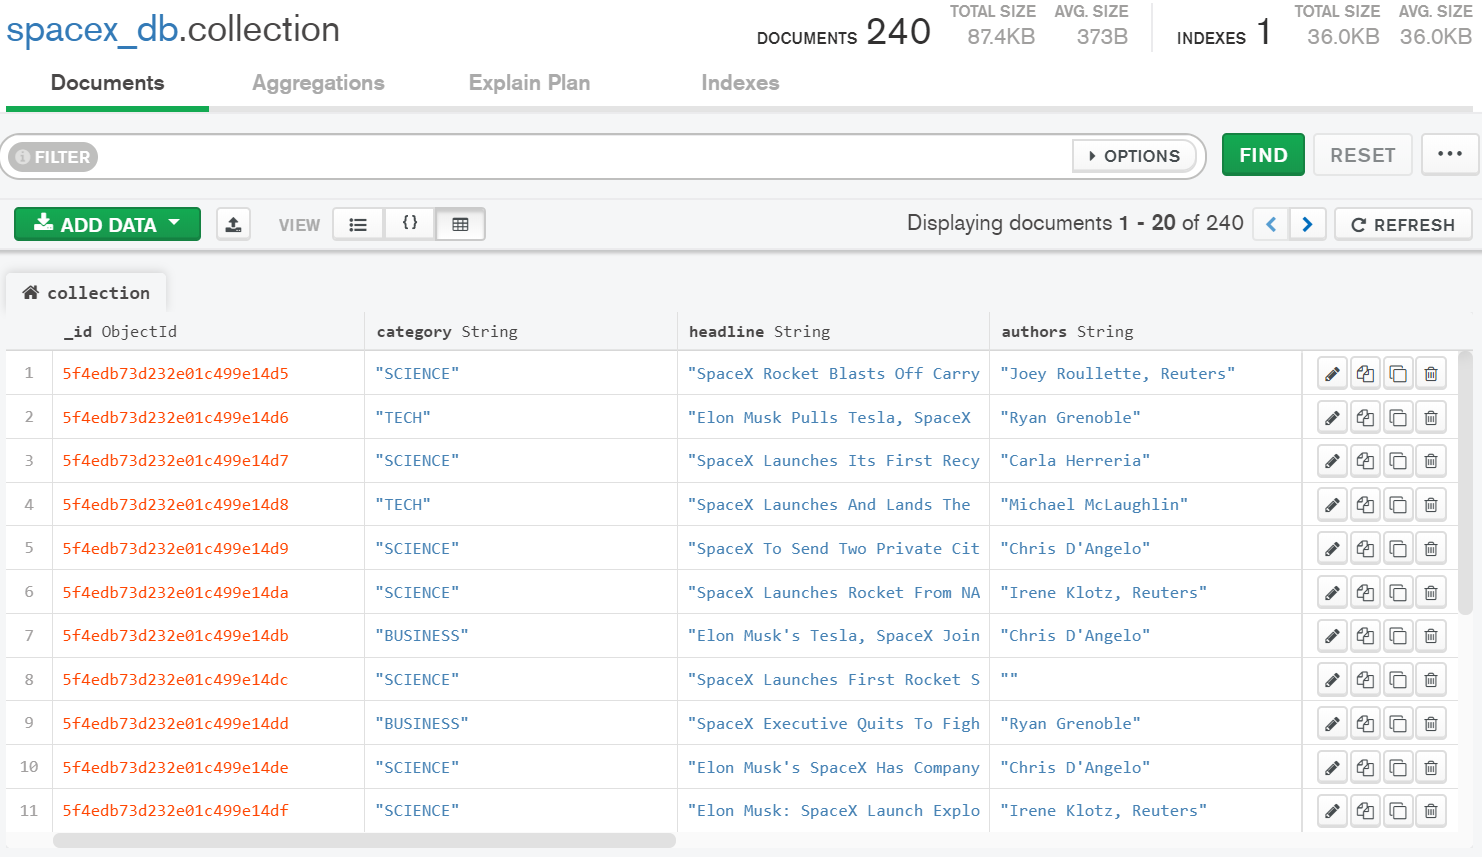 spacex_db.collection
DOCUMENTS 240 TOTAL SIZE 87.4KB AVG. SIZE 373B INDEXES 1 TOTAL SIZE 36.0KB AVG. SIZE 36.0KB
Documents Aggregations Explain Plan Indexes
FILTER OPTIONS FIND RESET ...
ADD DATA VIEW { } Displaying documents 1 - 20 of 240 REFRESH
collection
_id ObjectId category String headline String authors String
1 5f4edb73d232e01c499e14d5 "SCIENCE" "SpaceX Rocket Blasts Off Carry "Joey Roullette, Reuters"
2 5f4edb73d232e01c499e14d6 "TECH" "Elon Musk Pulls Tesla, SpaceX "Ryan Grenoble"
3 5f4edb73d232e01c499e14d7 "SCIENCE" "SpaceX Launches Its First Recy "Carla Herreria"
4 5f4edb73d232e01c499e14d8 "TECH" "SpaceX Launches And Lands The "Michael McLaughlin"
5 5f4edb73d232e01c499e14d9 "SCIENCE" "SpaceX To Send Two Private Cit "Chris D'Angelo"
6 5f4edb73d232e01c499e14da "SCIENCE" "SpaceX Launches Rocket From NA "Irene Klotz, Reuters"
7 5f4edb73d232e01c499e14db "BUSINESS" "Elon Musk's Tesla, SpaceX Join "Chris D'Angelo"
8 5f4edb73d232e01c499e14dc "SCIENCE" "SpaceX Launches First Rocket S ""
9 5f4edb73d232e01c499e14dd "BUSINESS" "SpaceX Executive Quits To Figh "Ryan Grenoble"
10 5f4edb73d232e01c499e14de "SCIENCE" "Elon Musk's SpaceX Has Company "Chris D'Angelo"
11 5f4edb73d232e01c499e14df "SCIENCE" "Elon Musk: SpaceX Launch Explo "Irene Klotz, Reuters"